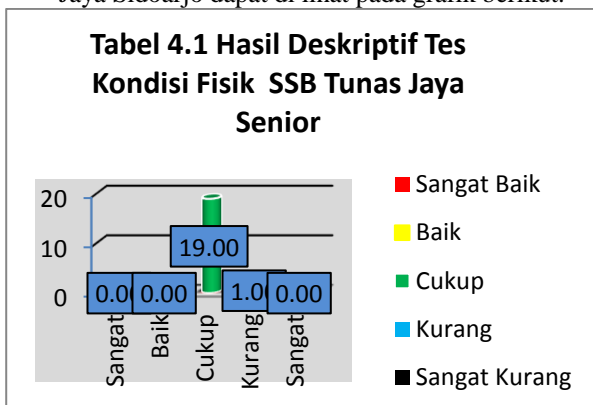 Jaya Sidoarjo dapat di lihat pada grafik berikut:
Tabel 4.1 Hasil Deskriptif Tes
Kondisi Fisik SSB Tunas Jaya
Senior
20
10
0
0.00
0.00
19.00
1.00
0.00
Sangat
Baik
Cukup
Kurang
Sangat
Sangat Baik
Baik
Cukup
Kurang
Sangat Kurang